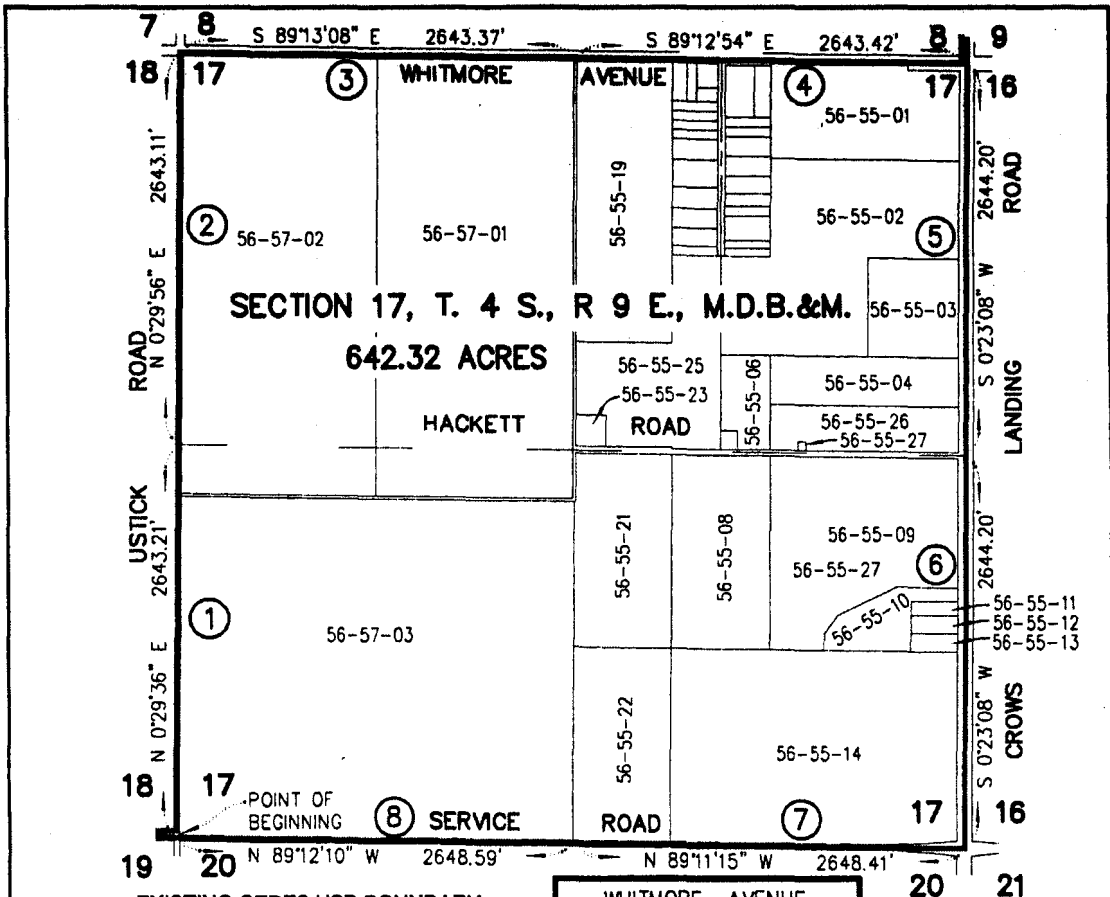 7 8 S 89°13'08" E 2643.37' S 89°12'54" E 2643.42' 8 9
18 17 ③ WHITMORE AVENUE ④ 17 16
56-55-01
N 0°29'56" E 2643.11'
S 0°23'08" W 2644.20'
ROAD
56-55-19
② 56-57-02 56-57-01
56-55-02 ⑤
SECTION 17, T. 4 S., R 9 E., M.D.B.&M.
56-55-03
642.32 ACRES
ROAD
56-55-25
56-55-06
56-55-04
56-55-23
LANDING
HACKETT ROAD
56-55-26
56-55-27
USTICK
N 0°29'36" E 2643.21'
56-55-21
56-55-08
56-55-09
56-55-27 ⑥
S 0°23'08" W 2644.20'
56-55-10
56-55-11
56-55-12
56-55-13
① 56-57-03
CROWS
56-55-22
56-55-14
18 17 17 16
POINT OF
BEGINNING
⑧ SERVICE ROAD ⑦
19 20 N 89°12'10" W 2648.59' N 89°11'15" W 2648.41' 20 21
WHITMORE AVENUE